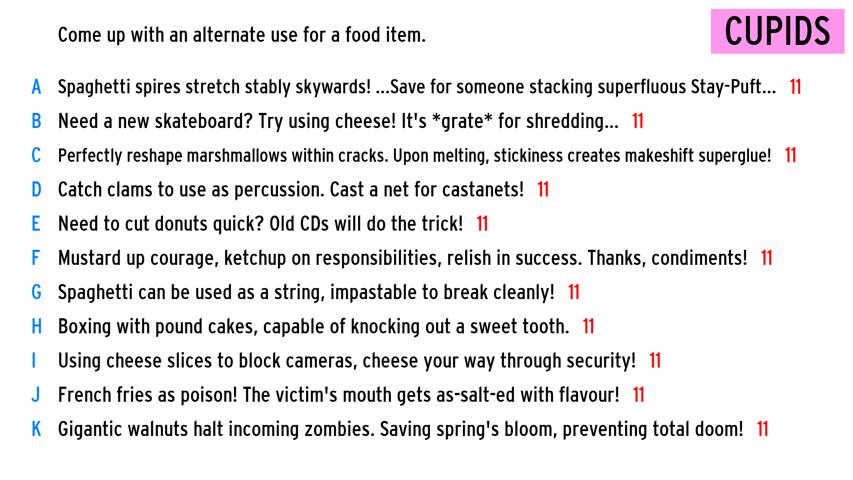 Come up with an alternate use for a food item.
CUPIDS
A Spaghetti spires stretch stably skywards! ...Save for someone stacking superfluous Stay-Puft... 11
B Need a new skateboard? Try using cheese! It's *grate* for shredding... 11
C Perfectly reshape marshmallows within cracks. Upon melting, stickiness creates makeshift superglue! 11
D Catch clams to use as percussion. Cast a net for castanets! 11
E Need to cut donuts quick? Old CDs will do the trick! 11
F Mustard up courage, ketchup on responsibilities, relish in success. Thanks, condiments! 11
G Spaghetti can be used as a string, impastable to break cleanly! 11
H Boxing with pound cakes, capable of knocking out a sweet tooth. 11
I Using cheese slices to block cameras, cheese your way through security! 11
J French fries as poison! The victim's mouth gets as-salt-ed with flavour! 11
K Gigantic walnuts halt incoming zombies. Saving spring's bloom, preventing total doom! 11